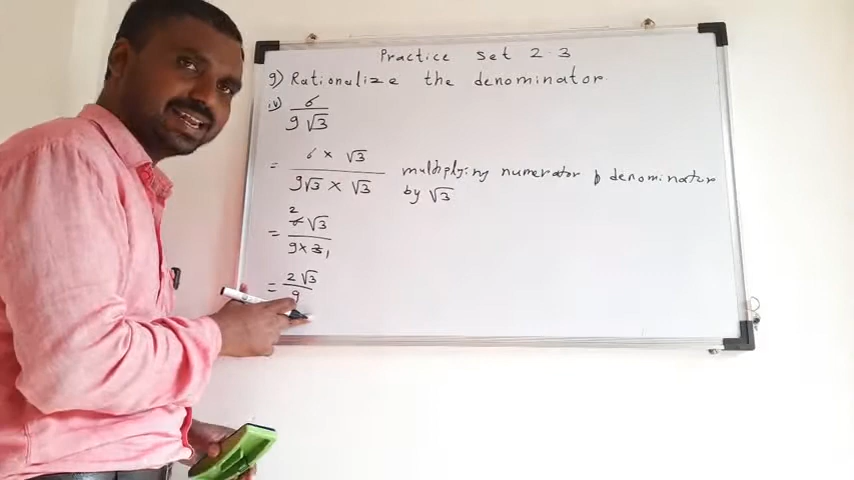 Practice Set 2.3
9) Rationalize the denominator.
iv) 6 / 9√3
= 6 × √3 / 9√3 × √3 multiplying numerator & denominator
by √3
= 2 6√3 / 9×3 1
= 2√3 / 9